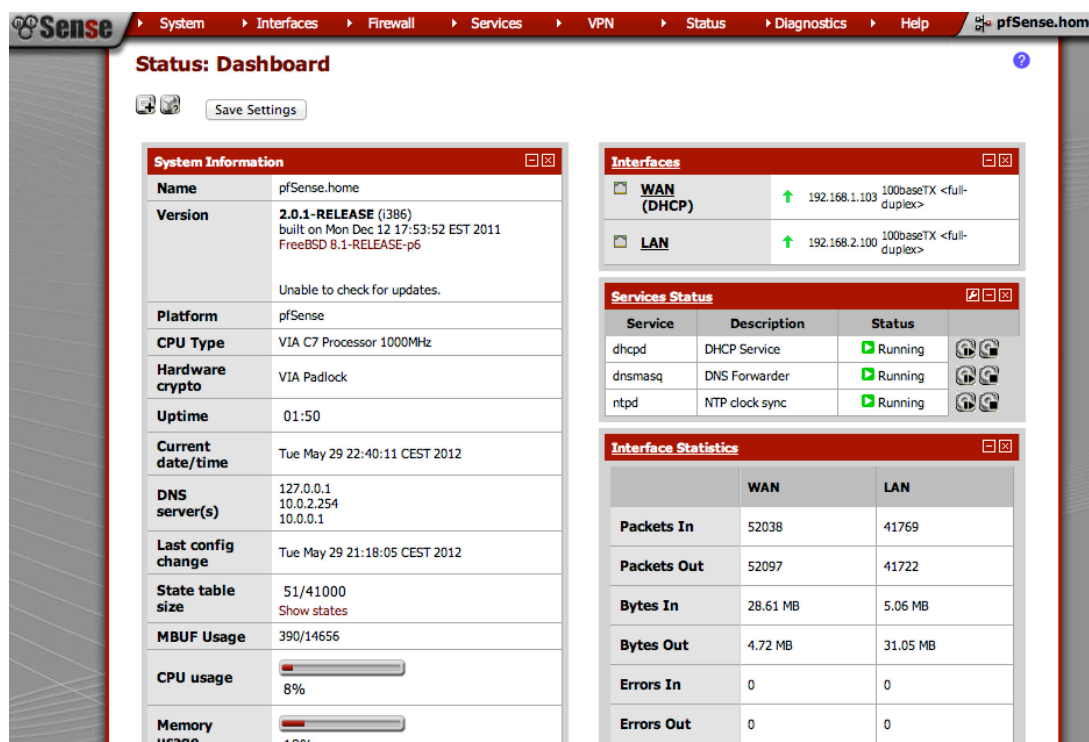 Sense
System Interfaces Firewall Services VPN Status Diagnostics Help pfSense.hom
Status: Dashboard
?
Save Settings
System Information
Name pfSense.home
Version 2.0.1-RELEASE (i386)
built on Mon Dec 12 17:53:52 EST 2011
FreeBSD 8.1-RELEASE-p6
Unable to check for updates.
Platform pfSense
CPU Type VIA C7 Processor 1000MHz
Hardware
crypto VIA Padlock
Uptime 01:50
Current
date/time Tue May 29 22:40:11 CEST 2012
DNS
server(s) 127.0.0.1
10.0.2.254
10.0.0.1
Last config
change Tue May 29 21:18:05 CEST 2012
State table
size 51/41000
Show states
MBUF Usage 390/14656
CPU usage
8%
Memory
Interfaces
WAN
(DHCP) 192.168.1.103 100baseTX <full-
duplex>
LAN 192.168.2.100 100baseTX <full-
duplex>
Services Status
Service Description Status
dhcpd DHCP Service Running
dnsmasq DNS Forwarder Running
ntpd NTP clock sync Running
Interface Statistics
WAN LAN
Packets In 52038 41769
Packets Out 52097 41722
Bytes In 28.61 MB 5.06 MB
Bytes Out 4.72 MB 31.05 MB
Errors In 0 0
Errors Out 0 0